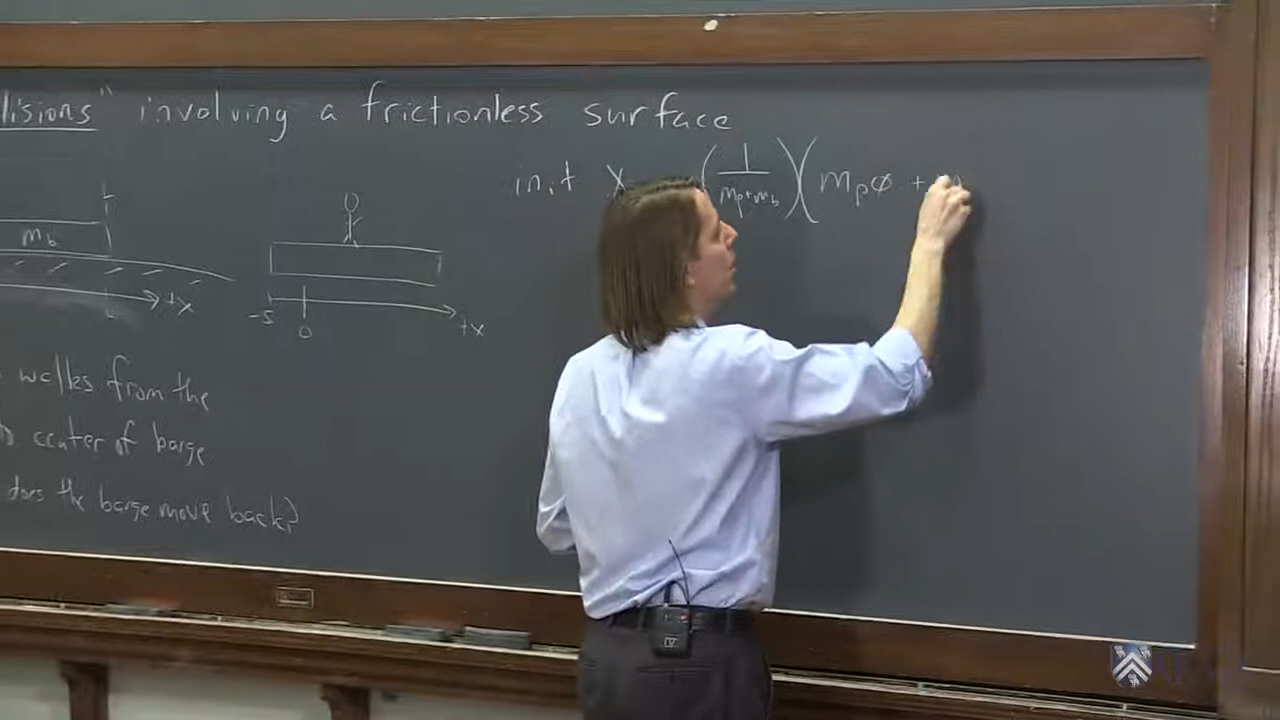 lisions" involving a frictionless surface
init X (1/(mp+mb))(mpø + m
mb
+x
-s
0
+x
walks from the
center of barge
does the barge move back?